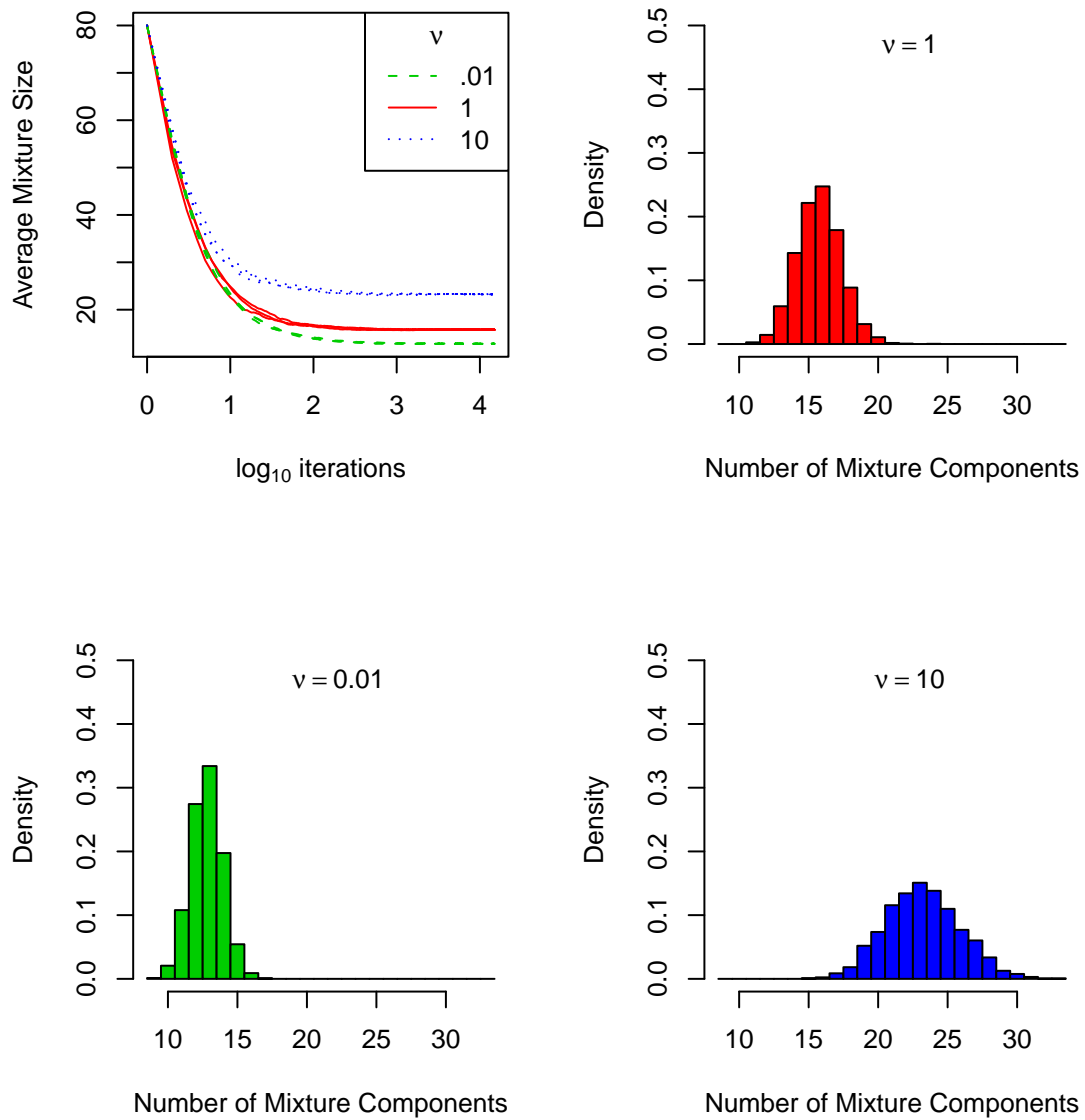 Average Mixture Size
80
60
40
20
0 1 2 3 4
log10 iterations
ν
.01
1
10
ν = 1
Density
0.5
0.4
0.3
0.2
0.1
0.0
10 15 20 25 30
Number of Mixture Components
ν = 0.01
Density
0.5
0.4
0.3
0.2
0.1
0.0
10 15 20 25 30
Number of Mixture Components
ν = 10
Density
0.5
0.4
0.3
0.2
0.1
0.0
10 15 20 25 30
Number of Mixture Components